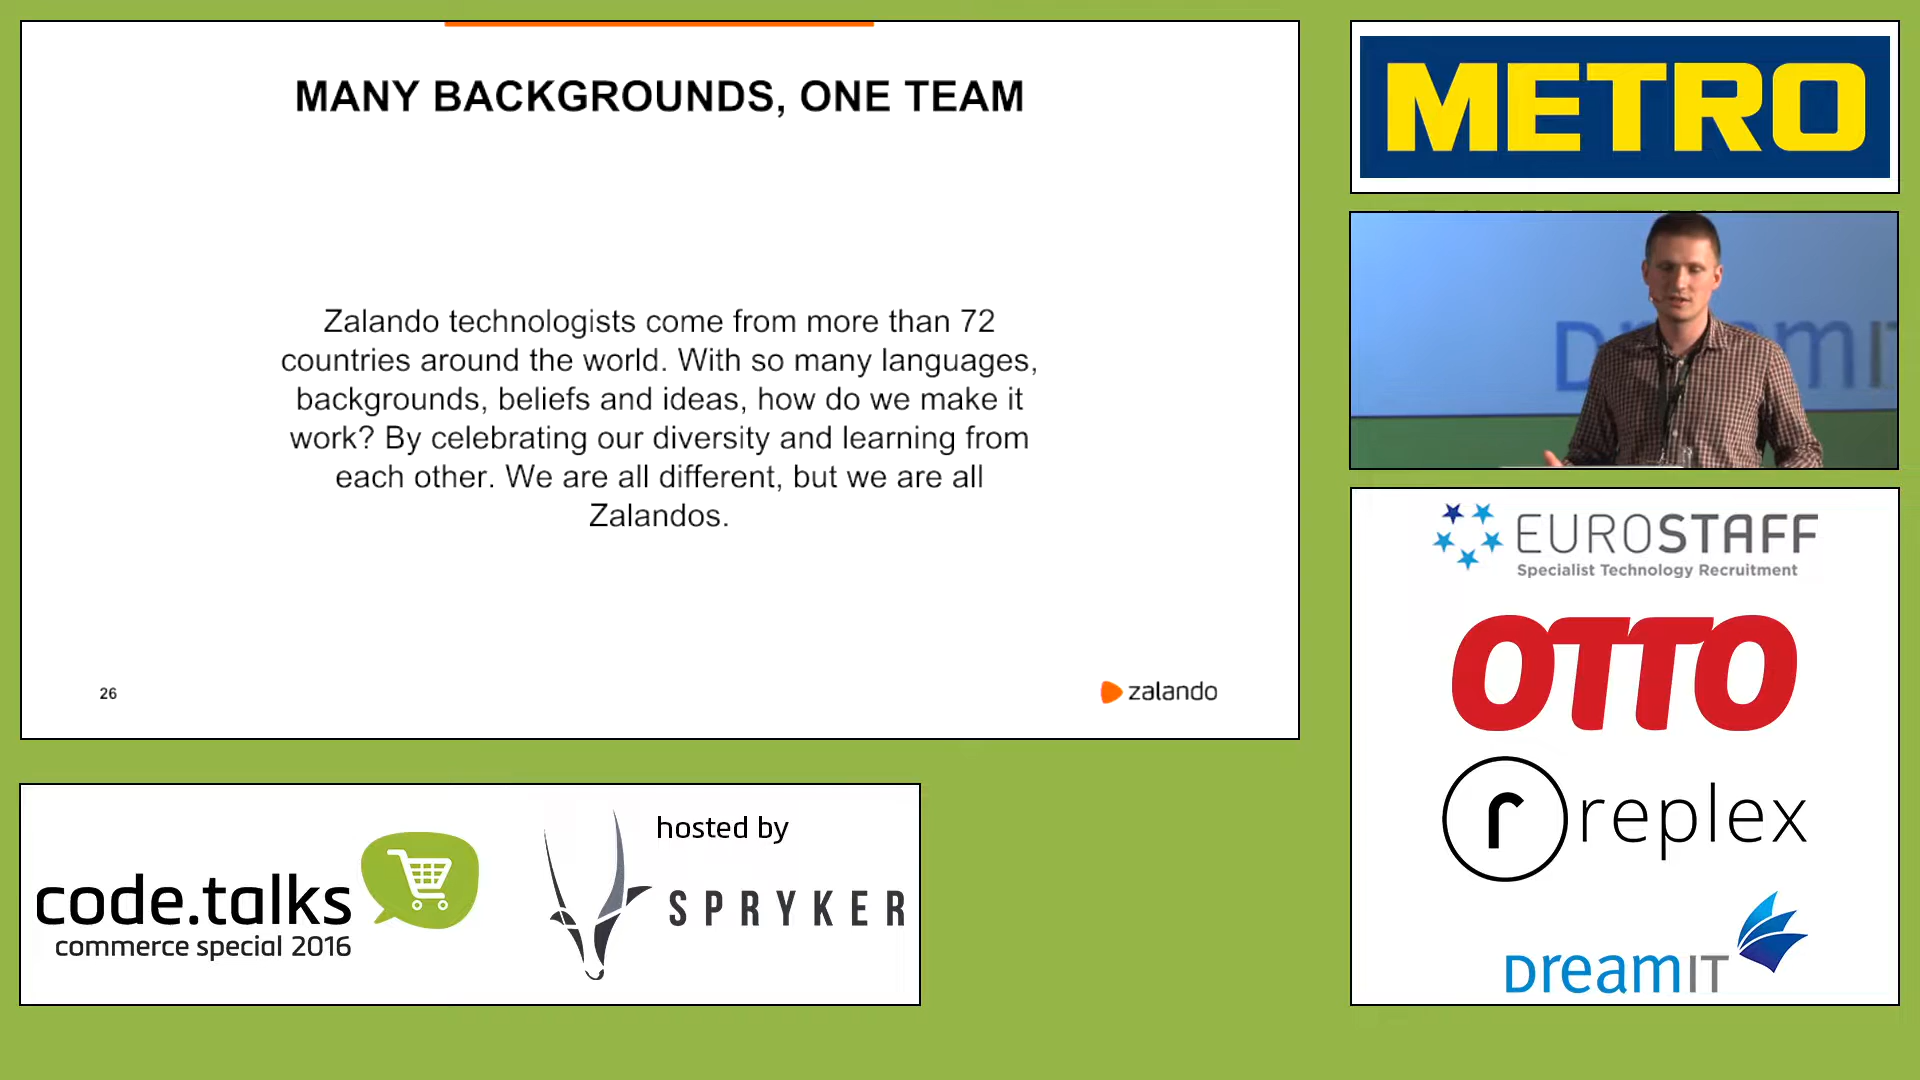 MANY BACKGROUNDS, ONE TEAM
Zalando technologists come from more than 72
countries around the world. With so many languages,
backgrounds, beliefs and ideas, how do we make it
work? By celebrating our diversity and learning from
each other. We are all different, but we are all
Zalandos.
26
zalando
METRO
DreamIT
EUROSTAFF
Specialist Technology Recruitment
OTTO
r replex
DreamIT
code.talks
commerce special 2016
hosted by
SPRYKER